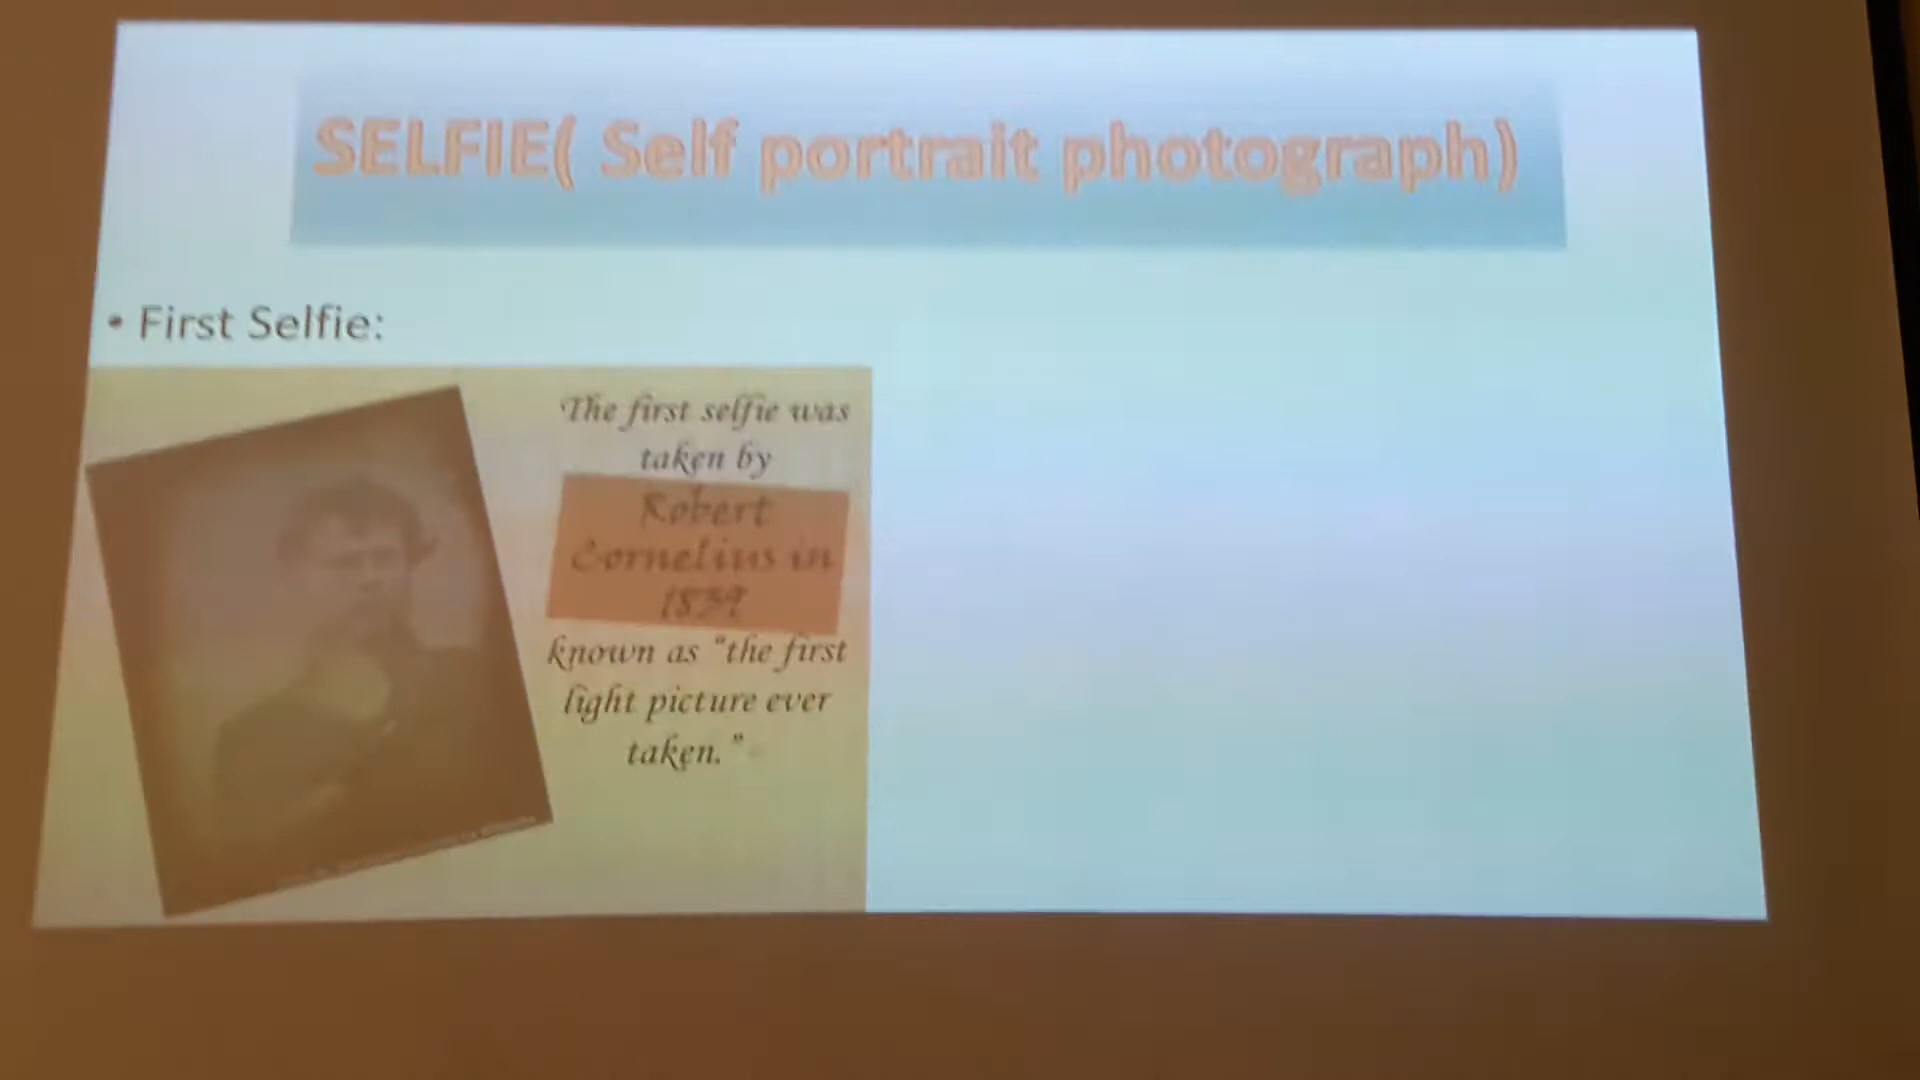 SELFIE( Self portrait photograph)
• First Selfie:
The first selfie was
taken by
Robert
Cornelius in
1839
known as "the first
light picture ever
taken."